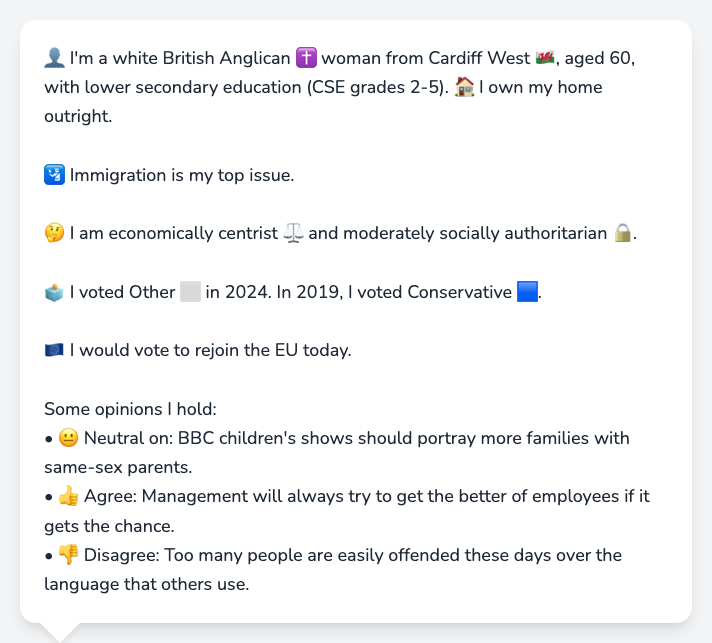 👤 I'm a white British Anglican ✝️ woman from Cardiff West 🏴󠁧󠁢󠁷󠁬󠁳󠁿, aged 60,
with lower secondary education (CSE grades 2-5). 🏠 I own my home
outright.
🛂 Immigration is my top issue.
🤔 I am economically centrist ⚖️ and moderately socially authoritarian 🔒.
🗳️ I voted Other ⬜ in 2024. In 2019, I voted Conservative 🟦.
🇪🇺 I would vote to rejoin the EU today.
Some opinions I hold:
• 😐 Neutral on: BBC children's shows should portray more families with
same-sex parents.
• 👍 Agree: Management will always try to get the better of employees if it
gets the chance.
• 👎 Disagree: Too many people are easily offended these days over the
language that others use.